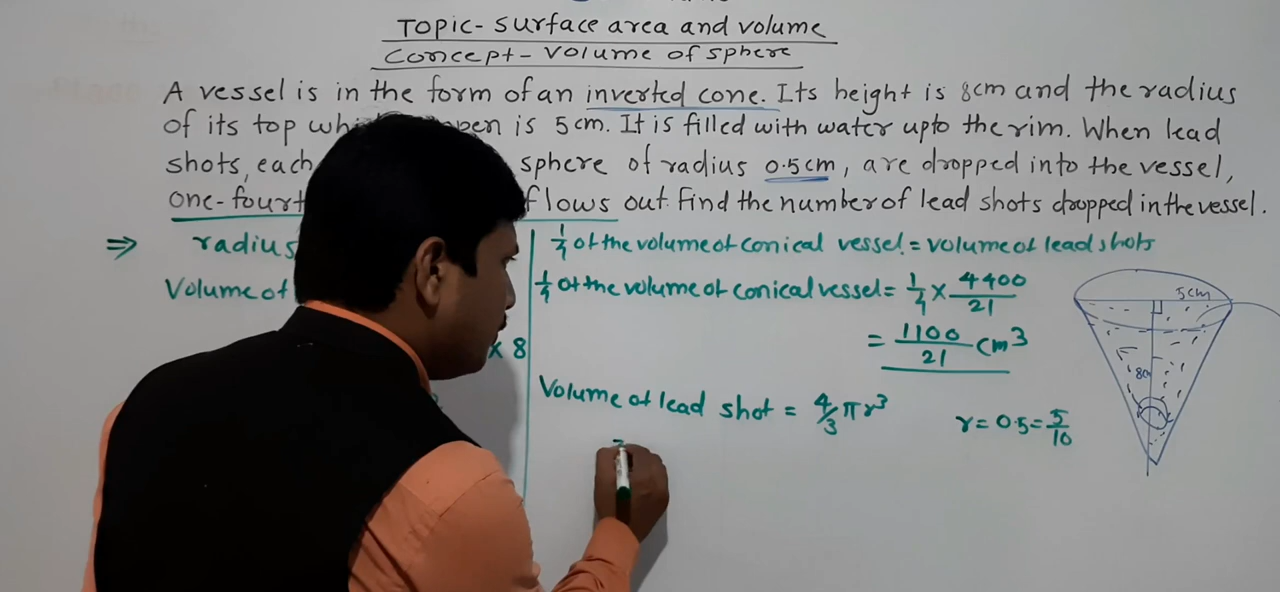 Topic- surface area and volume
Concept- Volume of sphere
A vessel is in the form of an inverted cone. Its height is 8cm and the radius
of its top open is 5 cm. It is filled with water upto the rim. When lead
shots, each sphere of radius 0.5cm, are dropped into the vessel,
one-fourt flows out. Find the number of lead shots dropped in the vessel.
⇒ radius
1/4 of the volume of conical vessel = volume of lead shots
Volume of
1/4 of the volume of conical vessel = 1/4 × 4400/21
× 8
= 1100/21 cm³
Volume of lead shot = 4/3 πr³
r = 0.5 = 5/10
5cm
8cm